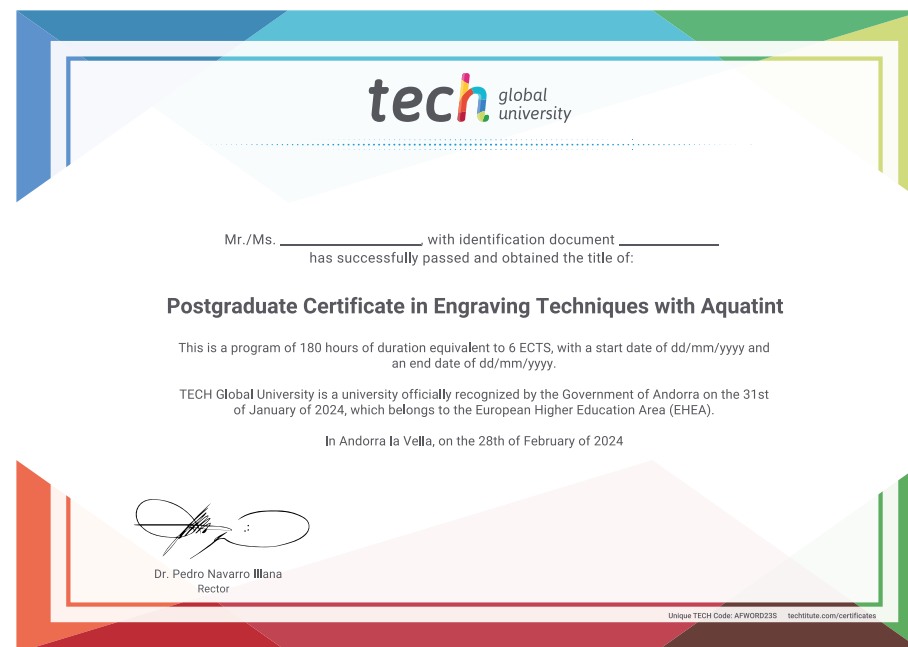 tech global
university
Mr./Ms. ____________________, with identification document ______________
has successfully passed and obtained the title of:
Postgraduate Certificate in Engraving Techniques with Aquatint
This is a program of 180 hours of duration equivalent to 6 ECTS, with a start date of dd/mm/yyyy and
an end date of dd/mm/yyyy.
TECH Global University is a university officially recognized by the Government of Andorra on the 31st
of January of 2024, which belongs to the European Higher Education Area (EHEA).
In Andorra la Vella, on the 28th of February of 2024
Dr. Pedro Navarro Illana
Rector
Unique TECH Code: AFWORD23S techtitute.com/certificates